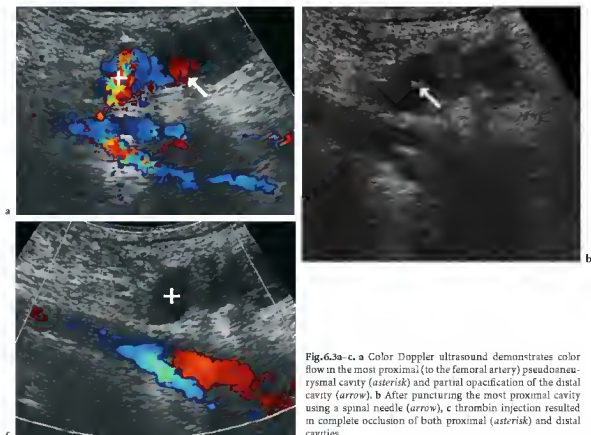 a
b
c
Fig.6.3a–c. a Color Doppler ultrasound demonstrates color
flow in the most proximal (to the femoral artery) pseudoaneu-
rysmal cavity (asterisk) and partial opacification of the distal
cavity (arrow). b After puncturing the most proximal cavity
using a spinal needle (arrow), c thrombin injection resulted
in complete occlusion of both proximal (asterisk) and distal
cavities